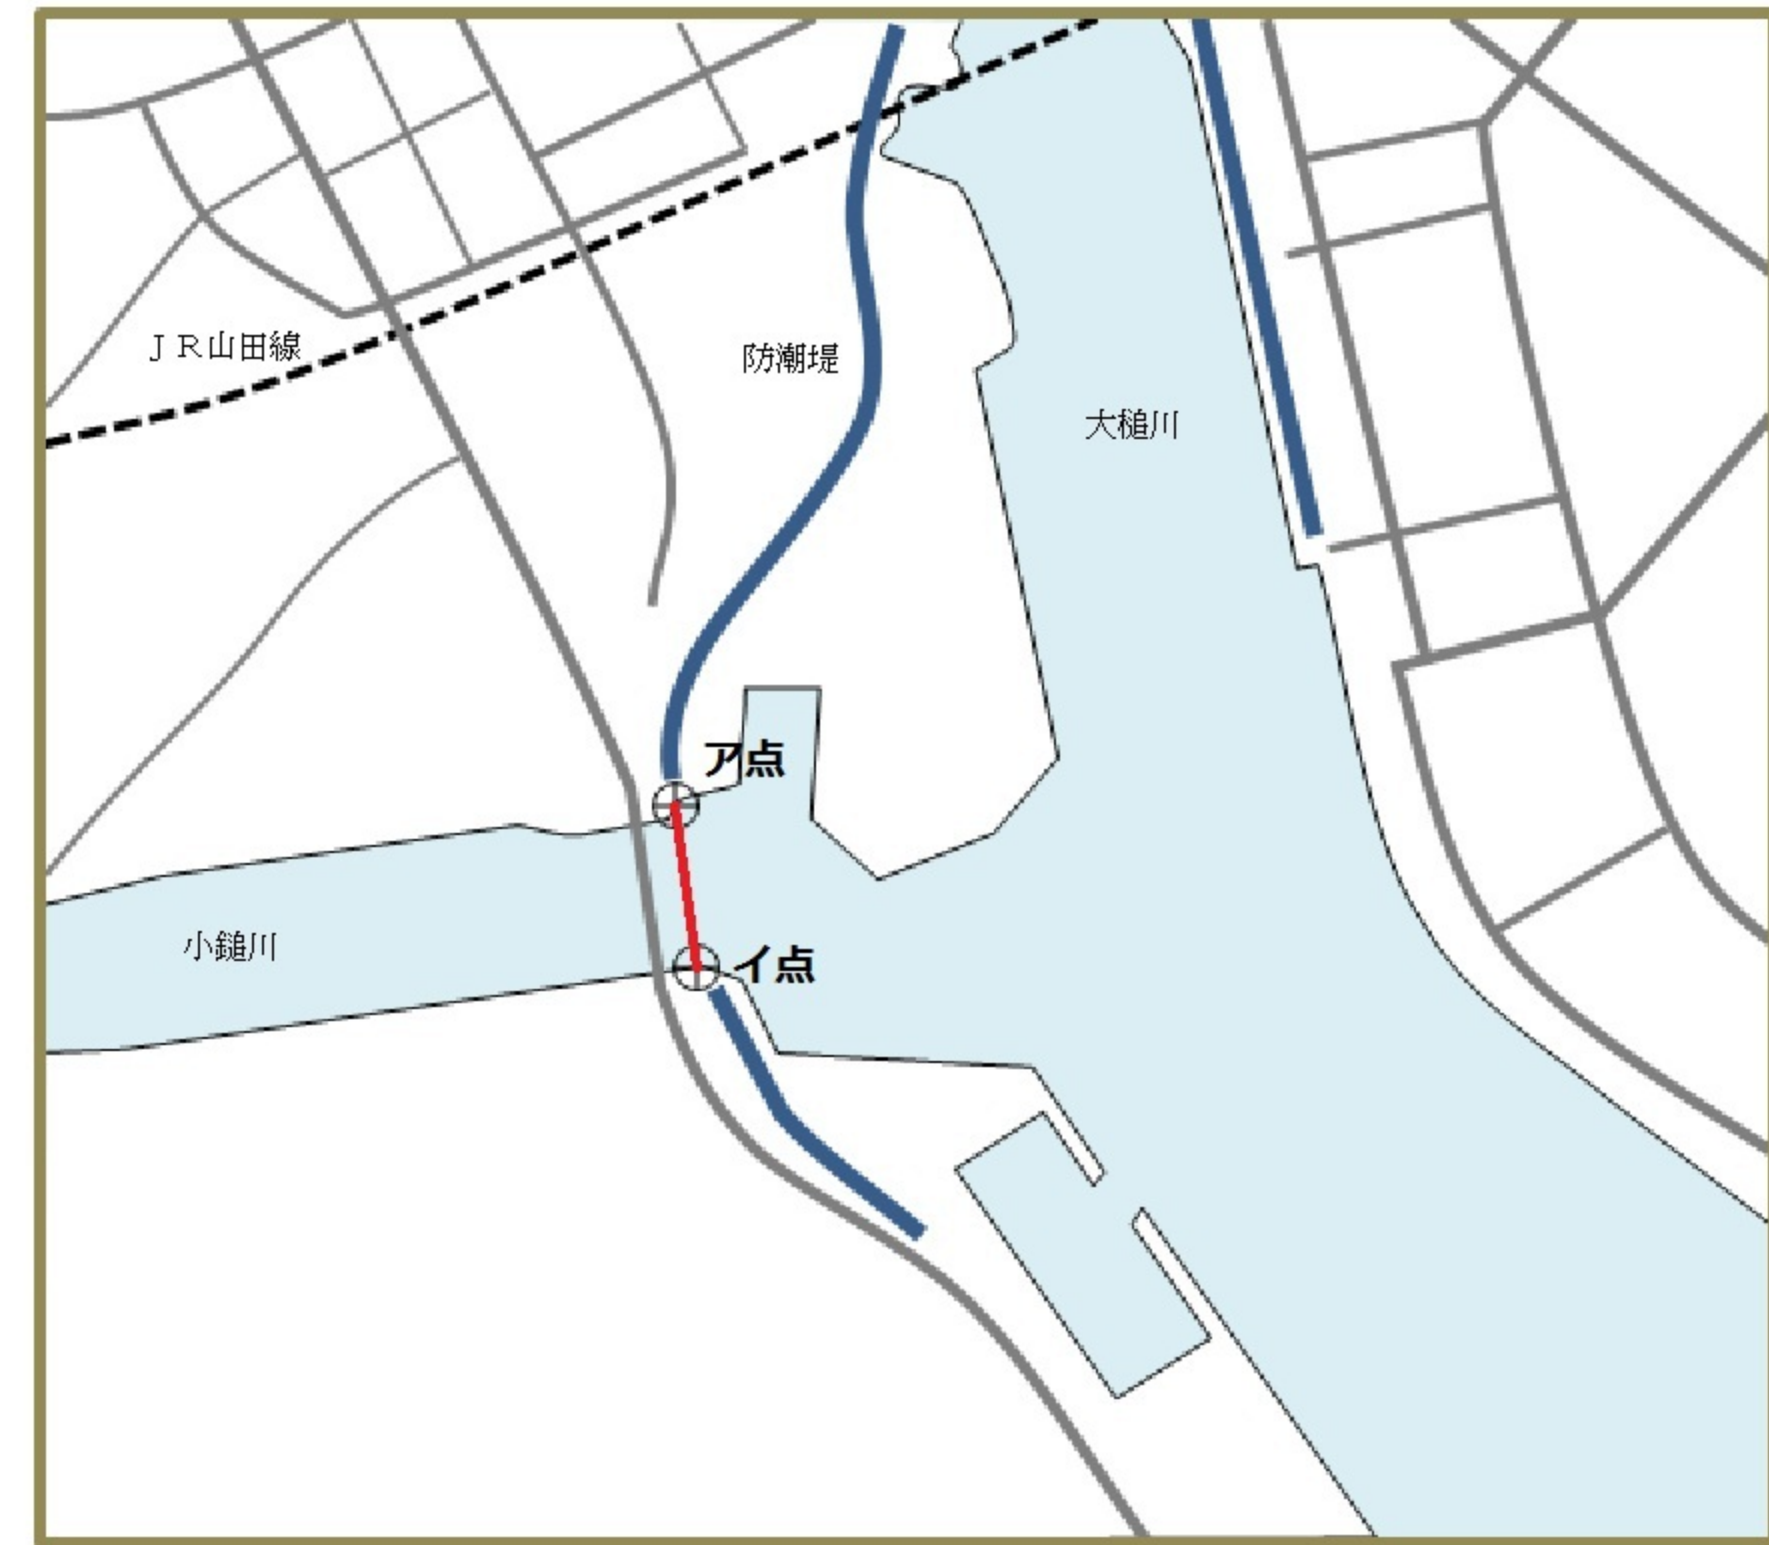 ＪＲ山田線
防潮堤
大槌川
ア点
小鎚川
イ点